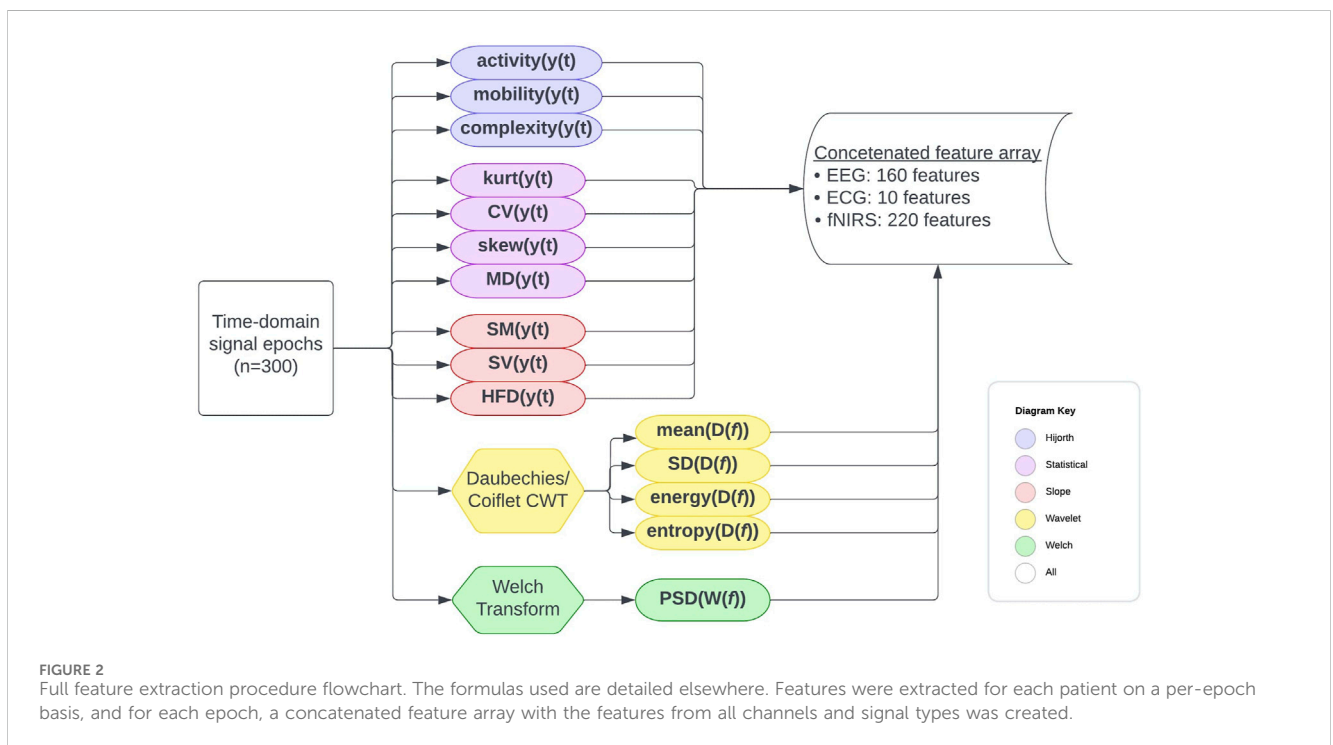 activity(y(t)
mobility(y(t)
complexity(y(t)
kurt(y(t)
CV(y(t)
skew(y(t)
MD(y(t)
SM(y(t)
SV(y(t)
HFD(y(t)
Time-domain
signal epochs
(n=300)
Daubechies/
Coiflet CWT
mean(D(f))
SD(D(f))
energy(D(f))
entropy(D(f))
Welch
Transform
PSD(W(f))
Concetenated feature array
• EEG: 160 features
• ECG: 10 features
• fNIRS: 220 features
Diagram Key
Hijorth
Statistical
Slope
Wavelet
Welch
All
FIGURE 2
Full feature extraction procedure flowchart. The formulas used are detailed elsewhere. Features were extracted for each patient on a per-epoch
basis, and for each epoch, a concatenated feature array with the features from all channels and signal types was created.